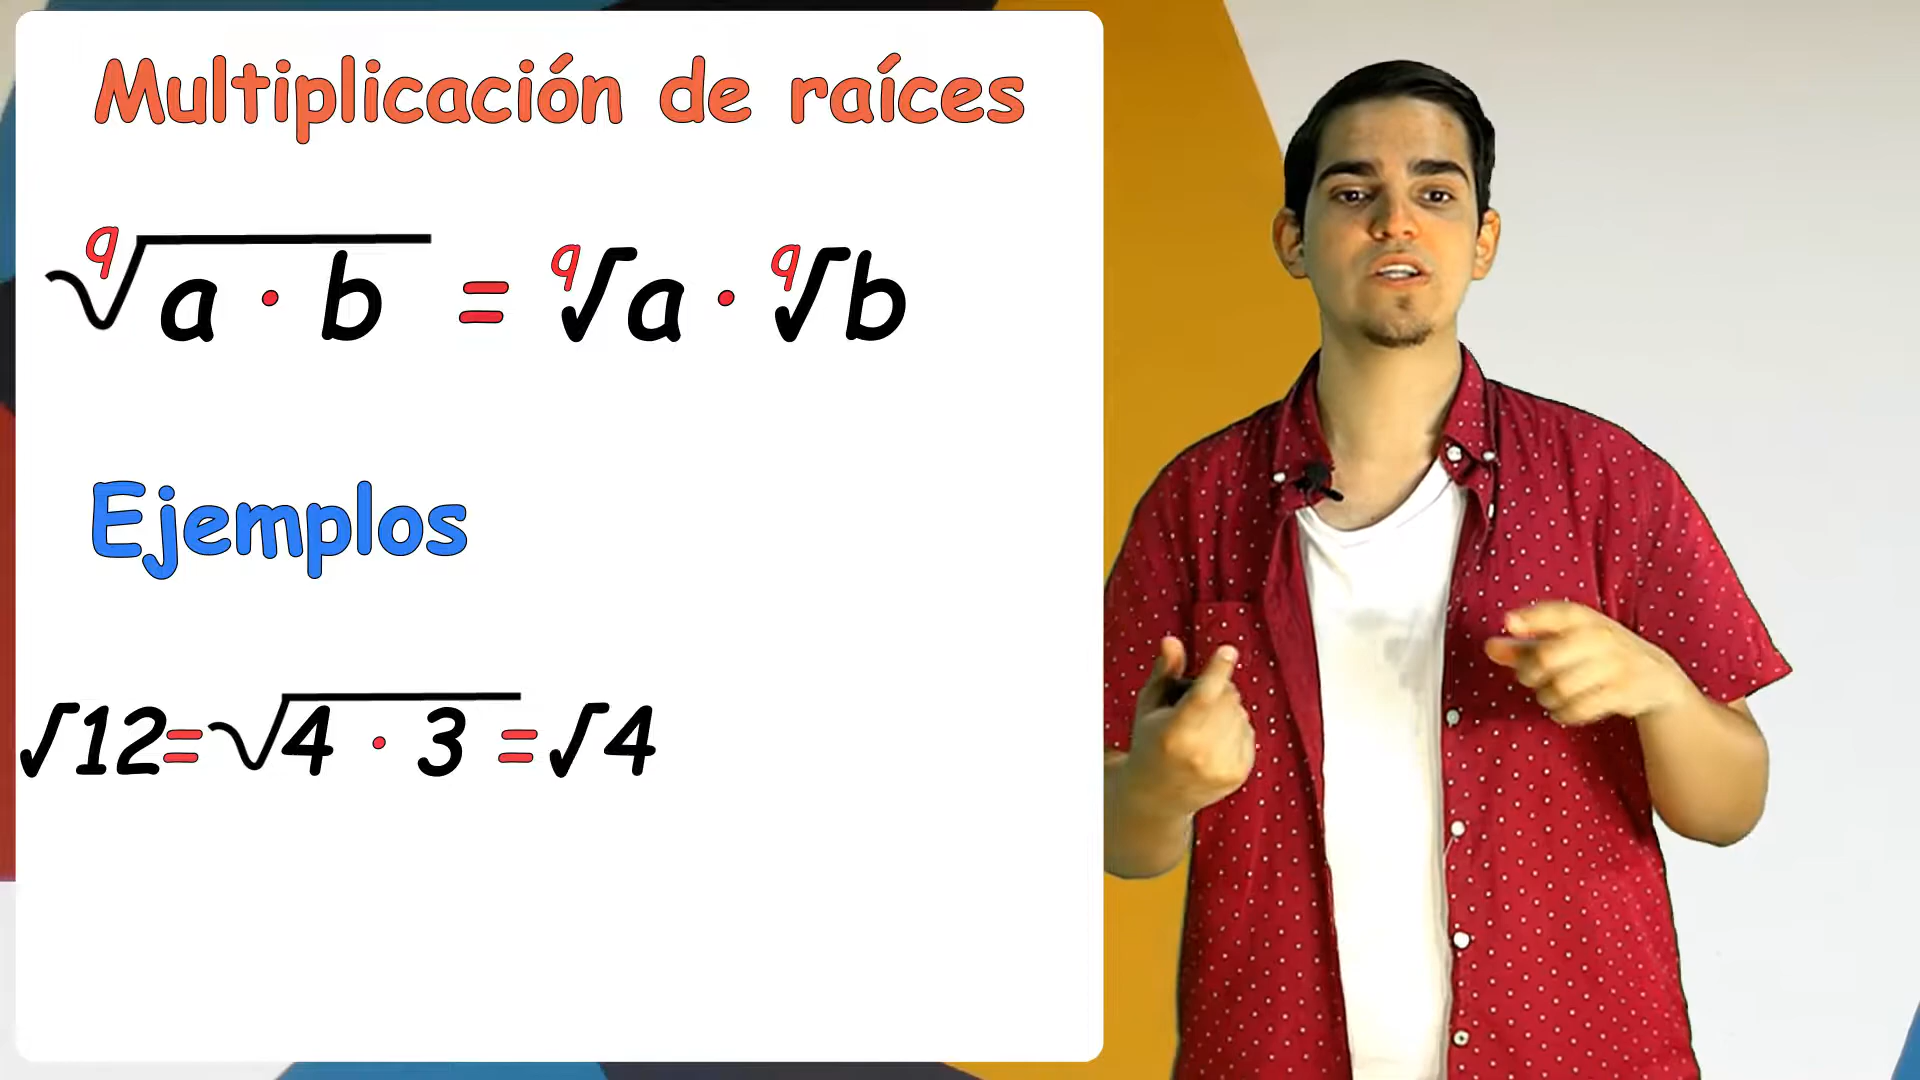 Multiplicación de raíces
q√a · b = q√a · q√b
Ejemplos
√12=√4 · 3=√4